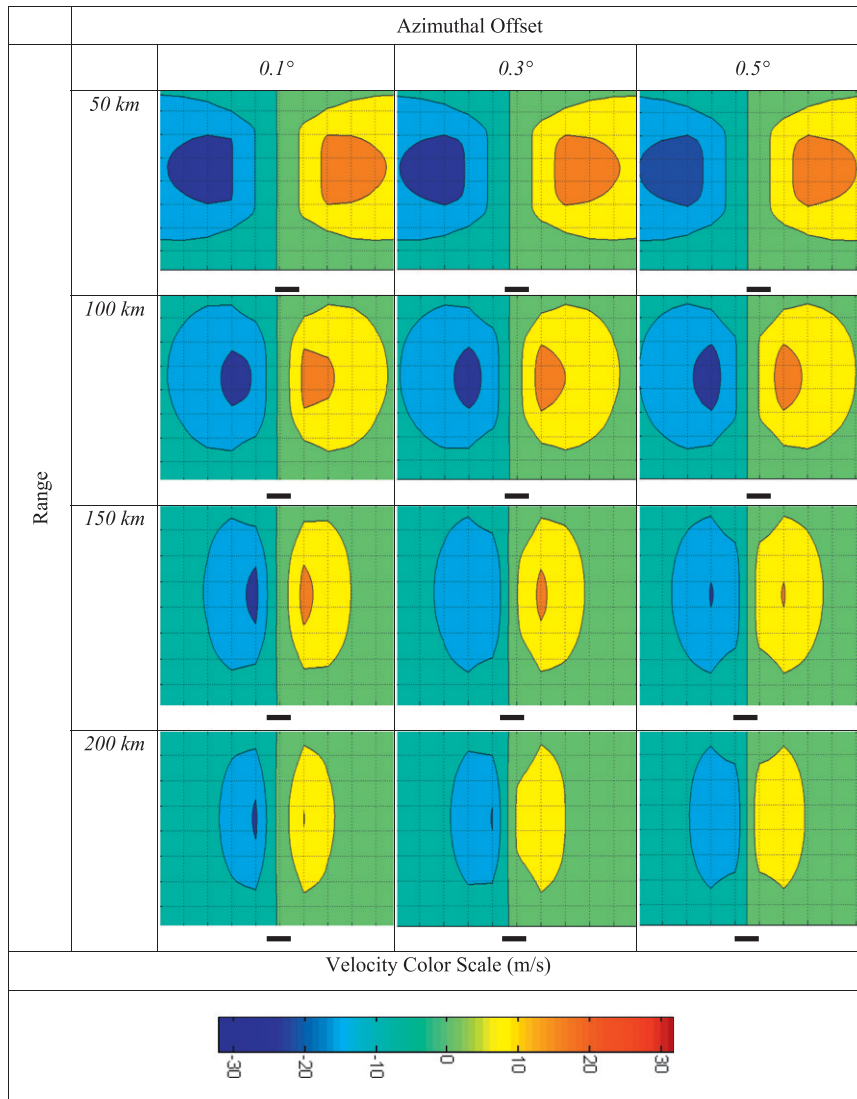 Azimuthal Offset
0.1° 0.3° 0.5°
50 km
100 km
150 km
200 km
Range
Velocity Color Scale (m/s)
-30 -20 -10 0 10 20 30